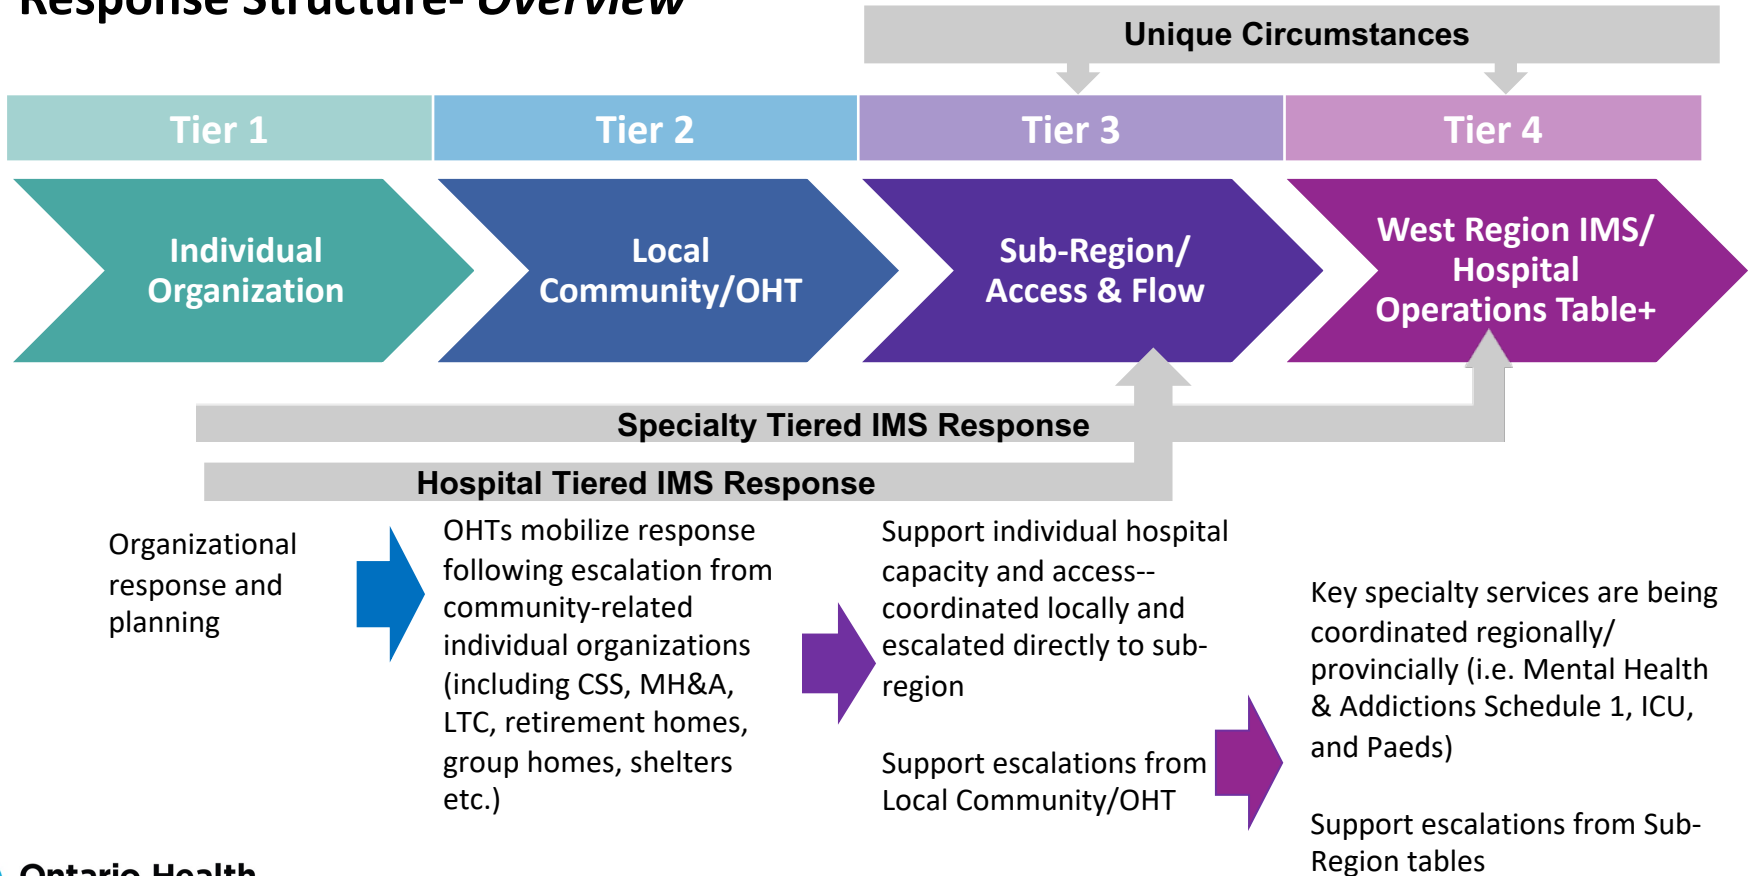 Response Structure- Overview
Unique Circumstances
Tier 1
Tier 2
Tier 3
Tier 4
Individual
Organization
Local
Community/OHT
Sub-Region/
Access & Flow
West Region IMS/
Hospital
Operations Table+
Specialty Tiered IMS Response
Hospital Tiered IMS Response
Organizational
response and
planning
OHTs mobilize response
following escalation from
community-related
individual organizations
(including CSS, MH&A,
LTC, retirement homes,
group homes, shelters
etc.)
Support individual hospital
capacity and access--
coordinated locally and
escalated directly to sub-
region
Support escalations from
Local Community/OHT
Key specialty services are being
coordinated regionally/
provincially (i.e. Mental Health
& Addictions Schedule 1, ICU,
and Paeds)
Support escalations from Sub-
Region tables
Ontario Health